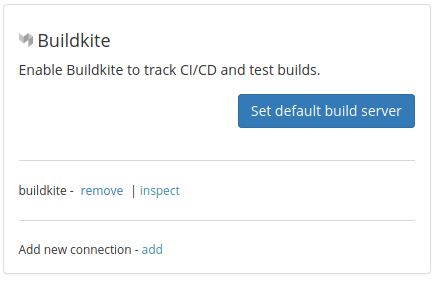 Buildkite
Enable Buildkite to track CI/CD and test builds.
Set default build server
buildkite - remove | inspect
Add new connection - add